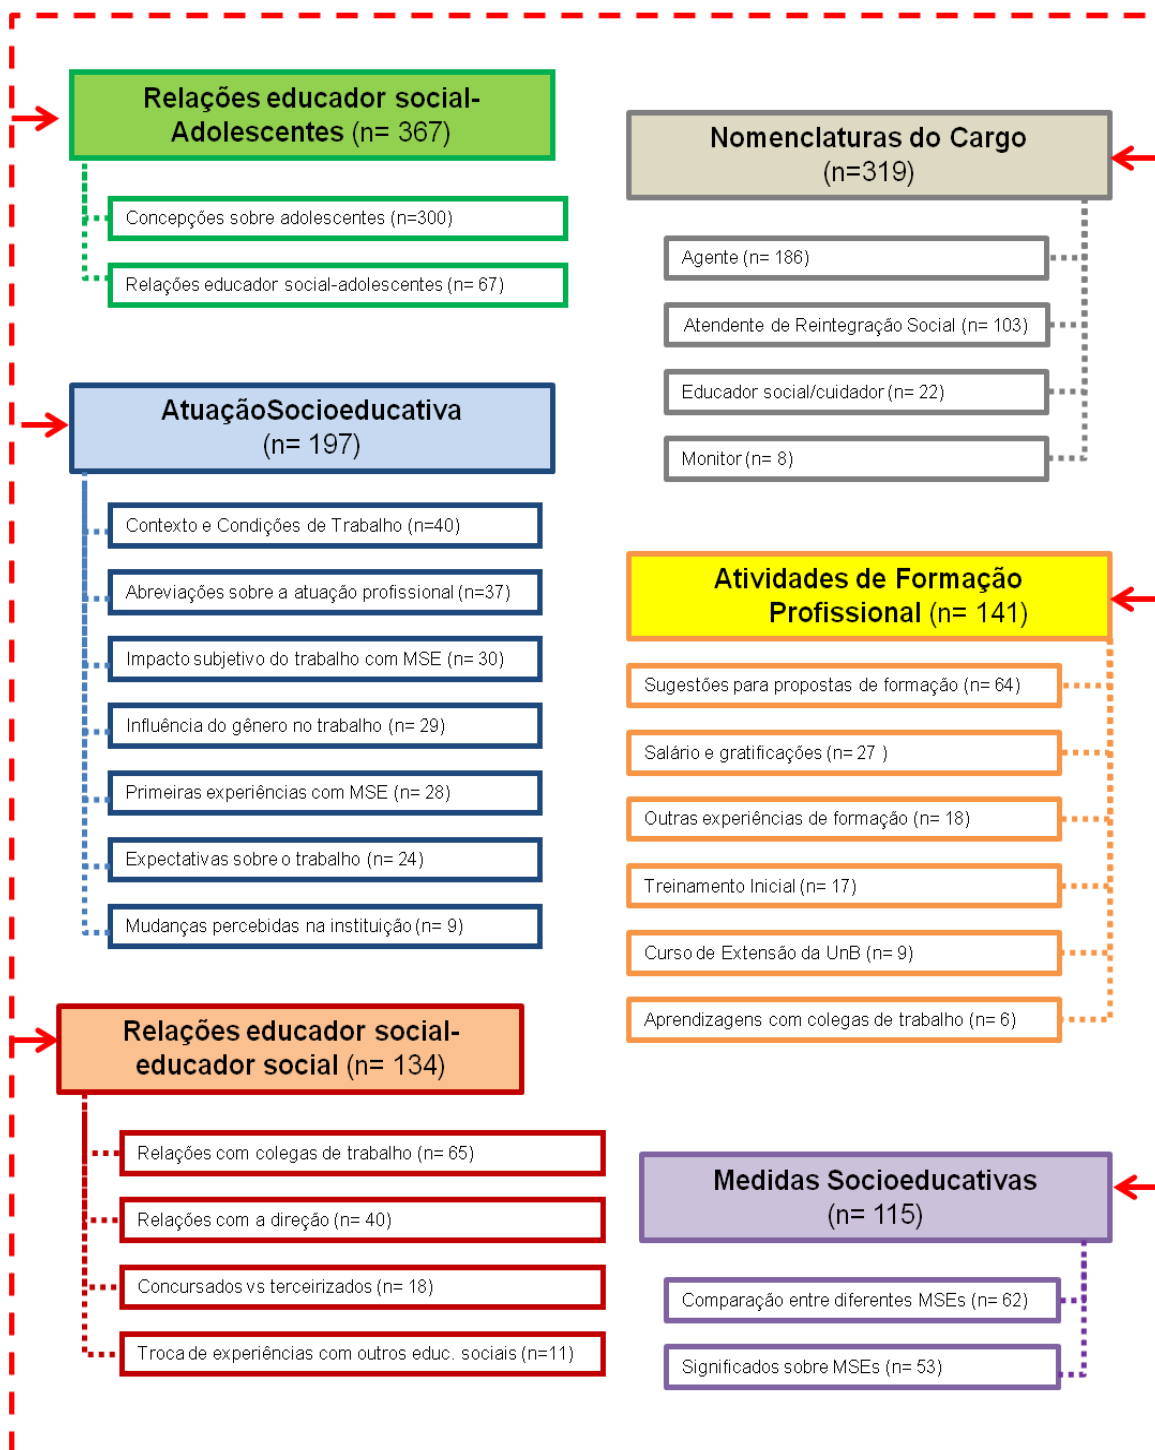 Relações educador social-
Adolescentes (n= 367)
Concepções sobre adolescentes (n=300)
Relações educador social-adolescentes (n= 67)
AtuaçãoSocioeducativa
(n= 197)
Contexto e Condições de Trabalho (n=40)
Abreviações sobre a atuação profissional (n=37)
Impacto subjetivo do trabalho com MSE (n= 30)
Influência do gênero no trabalho (n= 29)
Primeiras experiências com MSE (n= 28)
Expectativas sobre o trabalho (n= 24)
Mudanças percebidas na instituição (n= 9)
Relações educador social-
educador social (n= 134)
Relações com colegas de trabalho (n= 65)
Relações com a direção (n= 40)
Concursados vs terceirizados (n= 18)
Troca de experiências com outros educ. sociais (n=11)
Nomenclaturas do Cargo
(n=319)
Agente (n= 186)
Atendente de Reintegração Social (n= 103)
Educador social/cuidador (n= 22)
Monitor (n= 8)
Atividades de Formação
Profissional (n= 141)
Sugestões para propostas de formação (n= 64)
Salário e gratificações (n= 27 )
Outras experiências de formação (n= 18)
Treinamento Inicial (n= 17)
Curso de Extensão da UnB (n= 9)
Aprendizagens com colegas de trabalho (n= 6)
Medidas Socioeducativas
(n= 115)
Comparação entre diferentes MSEs (n= 62)
Significados sobre MSEs (n= 53)